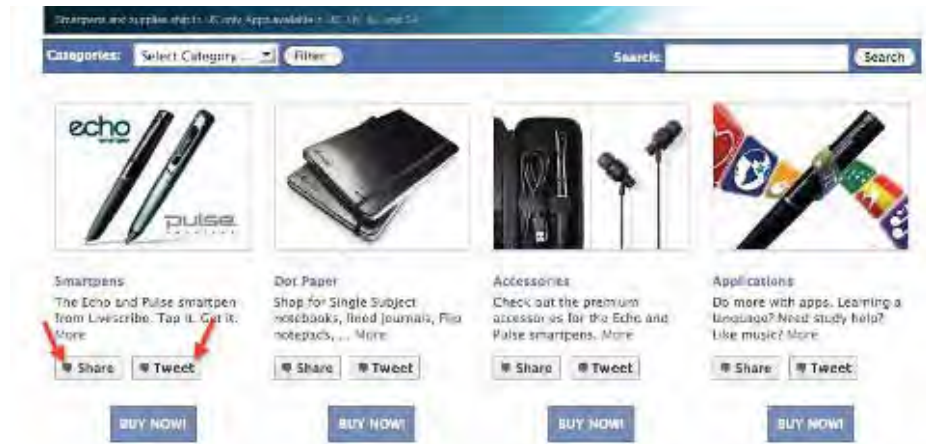 Smartpens and supplies ship to US only. Apps available in US, UK, AU, and CA
Categories: Select Category ... Filter Search: Search
echo
pulse
Smartpens
The Echo and Pulse smartpen
from Livescribe. Tap it. Get it.
More
Share Tweet
BUY NOW!
Dot Paper
Shop for Single Subject
notebooks, lined journals, Flip
notepads, ... More
Share Tweet
BUY NOW!
Accessories
Check out the premium
accessories for the Echo and
Pulse smartpens. More
Share Tweet
BUY NOW!
Applications
Do more with apps. Learning a
language? Need study help?
Like music? More
Share Tweet
BUY NOW!